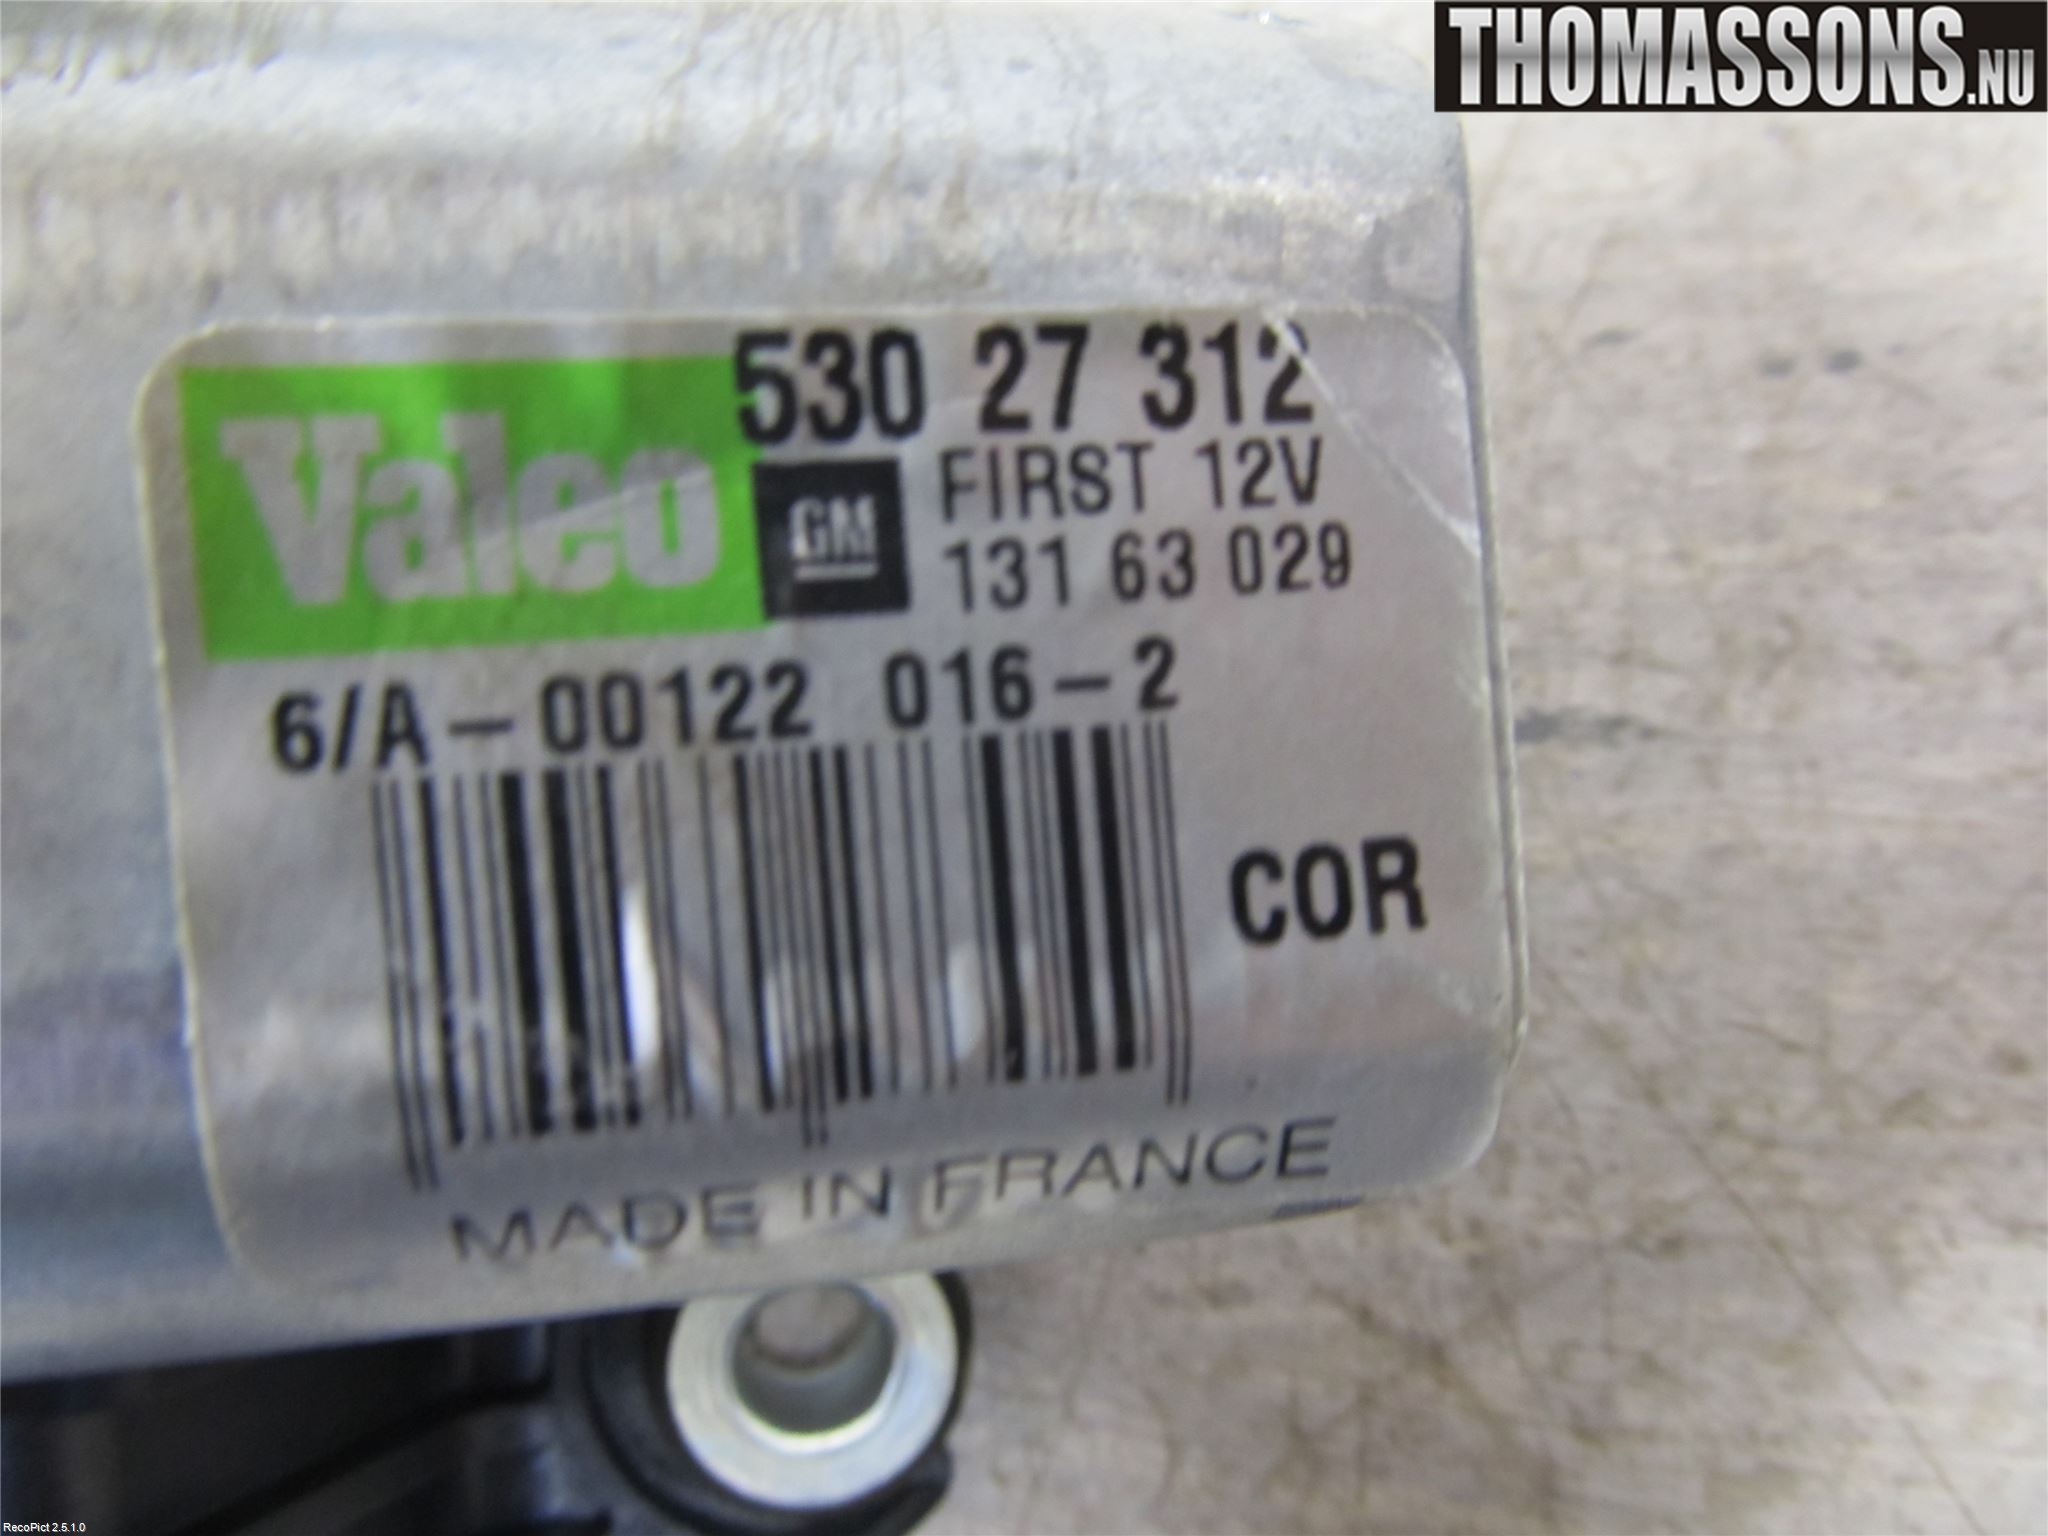 THOMASSONS.NU
530 27 312
Valeo
GM
FIRST 12V
131 63 029
6/A-00122 016-2
COR
MADE IN FRANCE
RecoPict 2.5.1.0